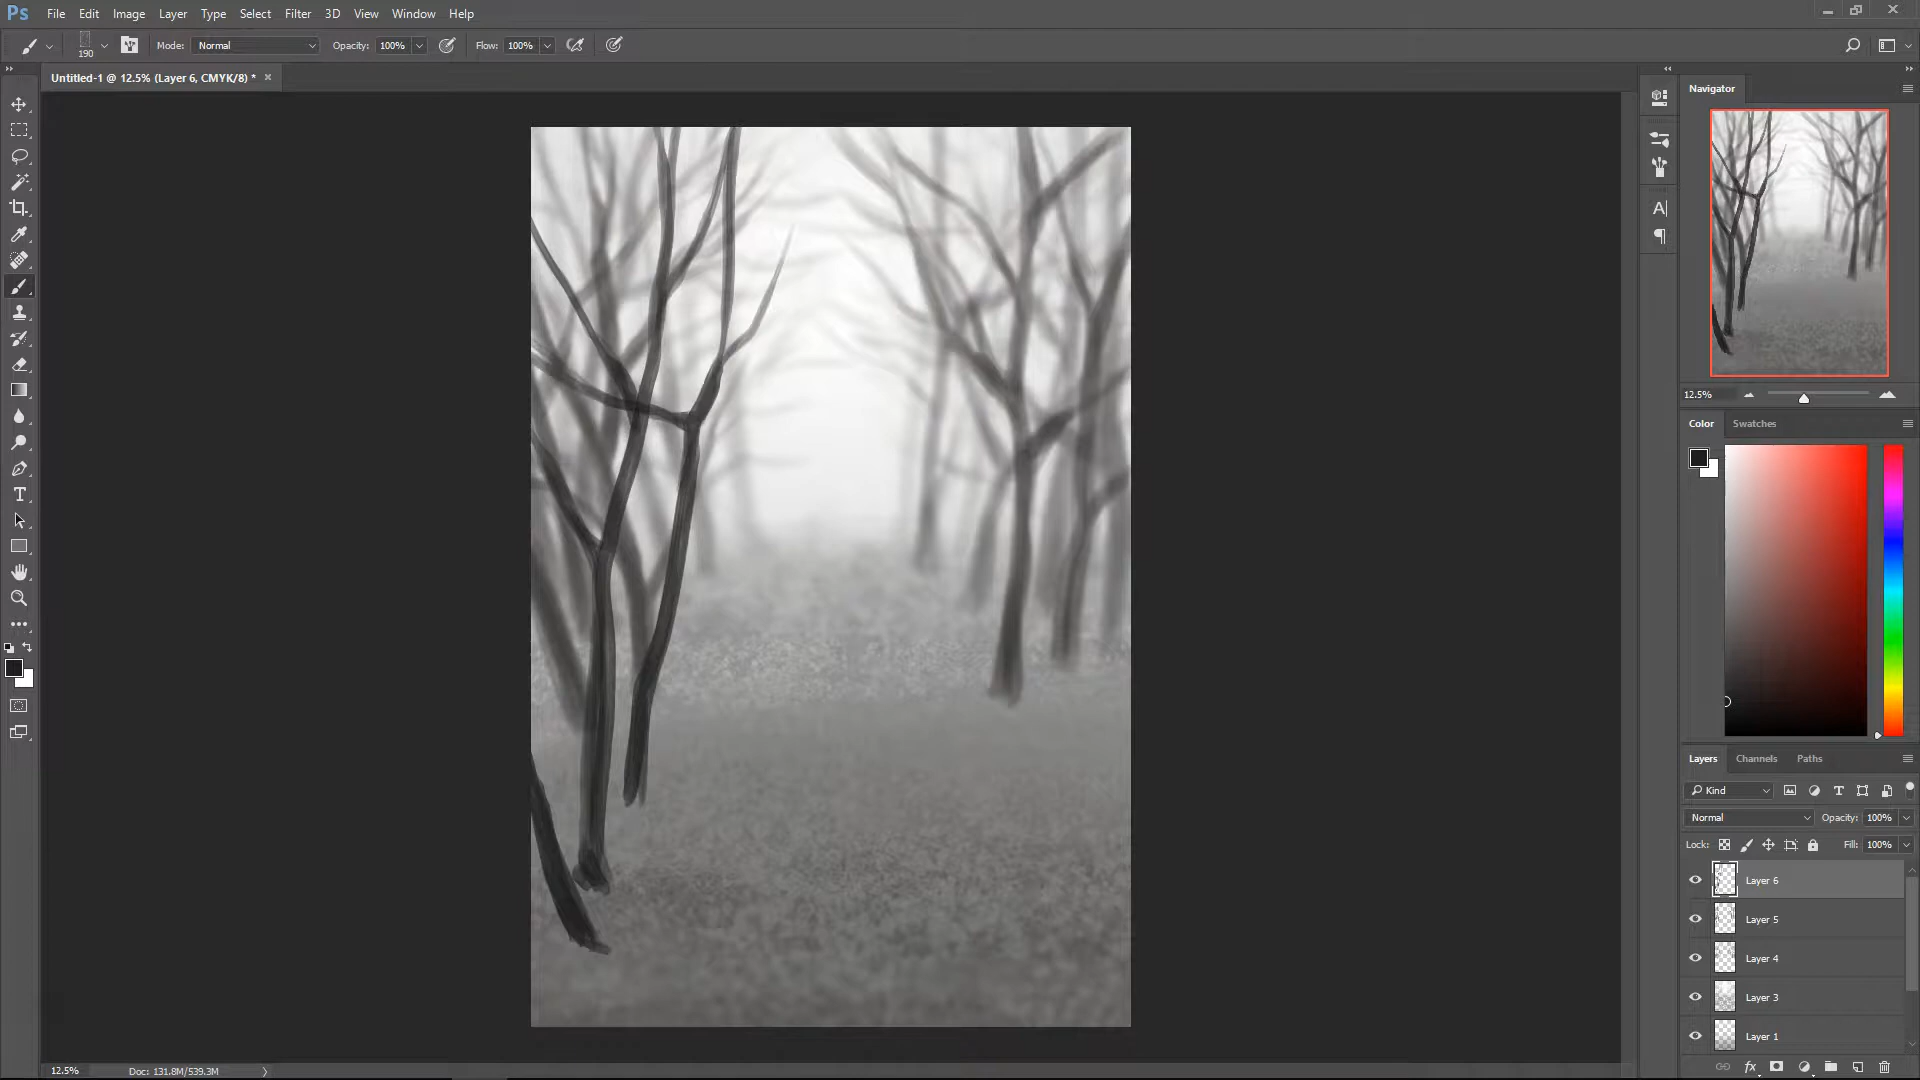 Ps File Edit Image Layer Type Select Filter 3D View Window Help
190 Mode: Normal Opacity: 100% Flow: 100%
Untitled-1 @ 12.5% (Layer 6, CMYK/8) * ×
Navigator
12.5%
Color Swatches
Layers Channels Paths
Kind
Normal Opacity: 100%
Lock: Fill: 100%
Layer 6
Layer 5
Layer 4
Layer 3
Layer 1
12.5% Doc: 131.8M/539.3M